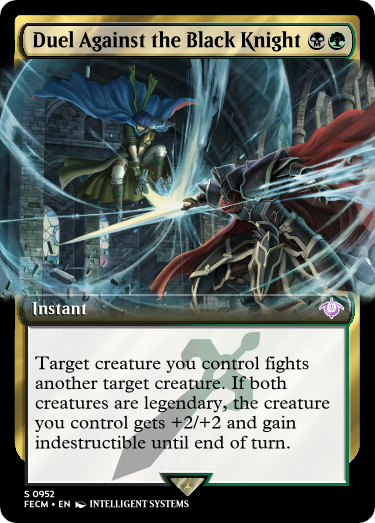 Duel Against the Black Knight
Instant
Target creature you control fights
another target creature. If both
creatures are legendary, the creature
you control gets +2/+2 and gain
indestructible until end of turn.
S 0952
FECM • EN INTELLIGENT SYSTEMS